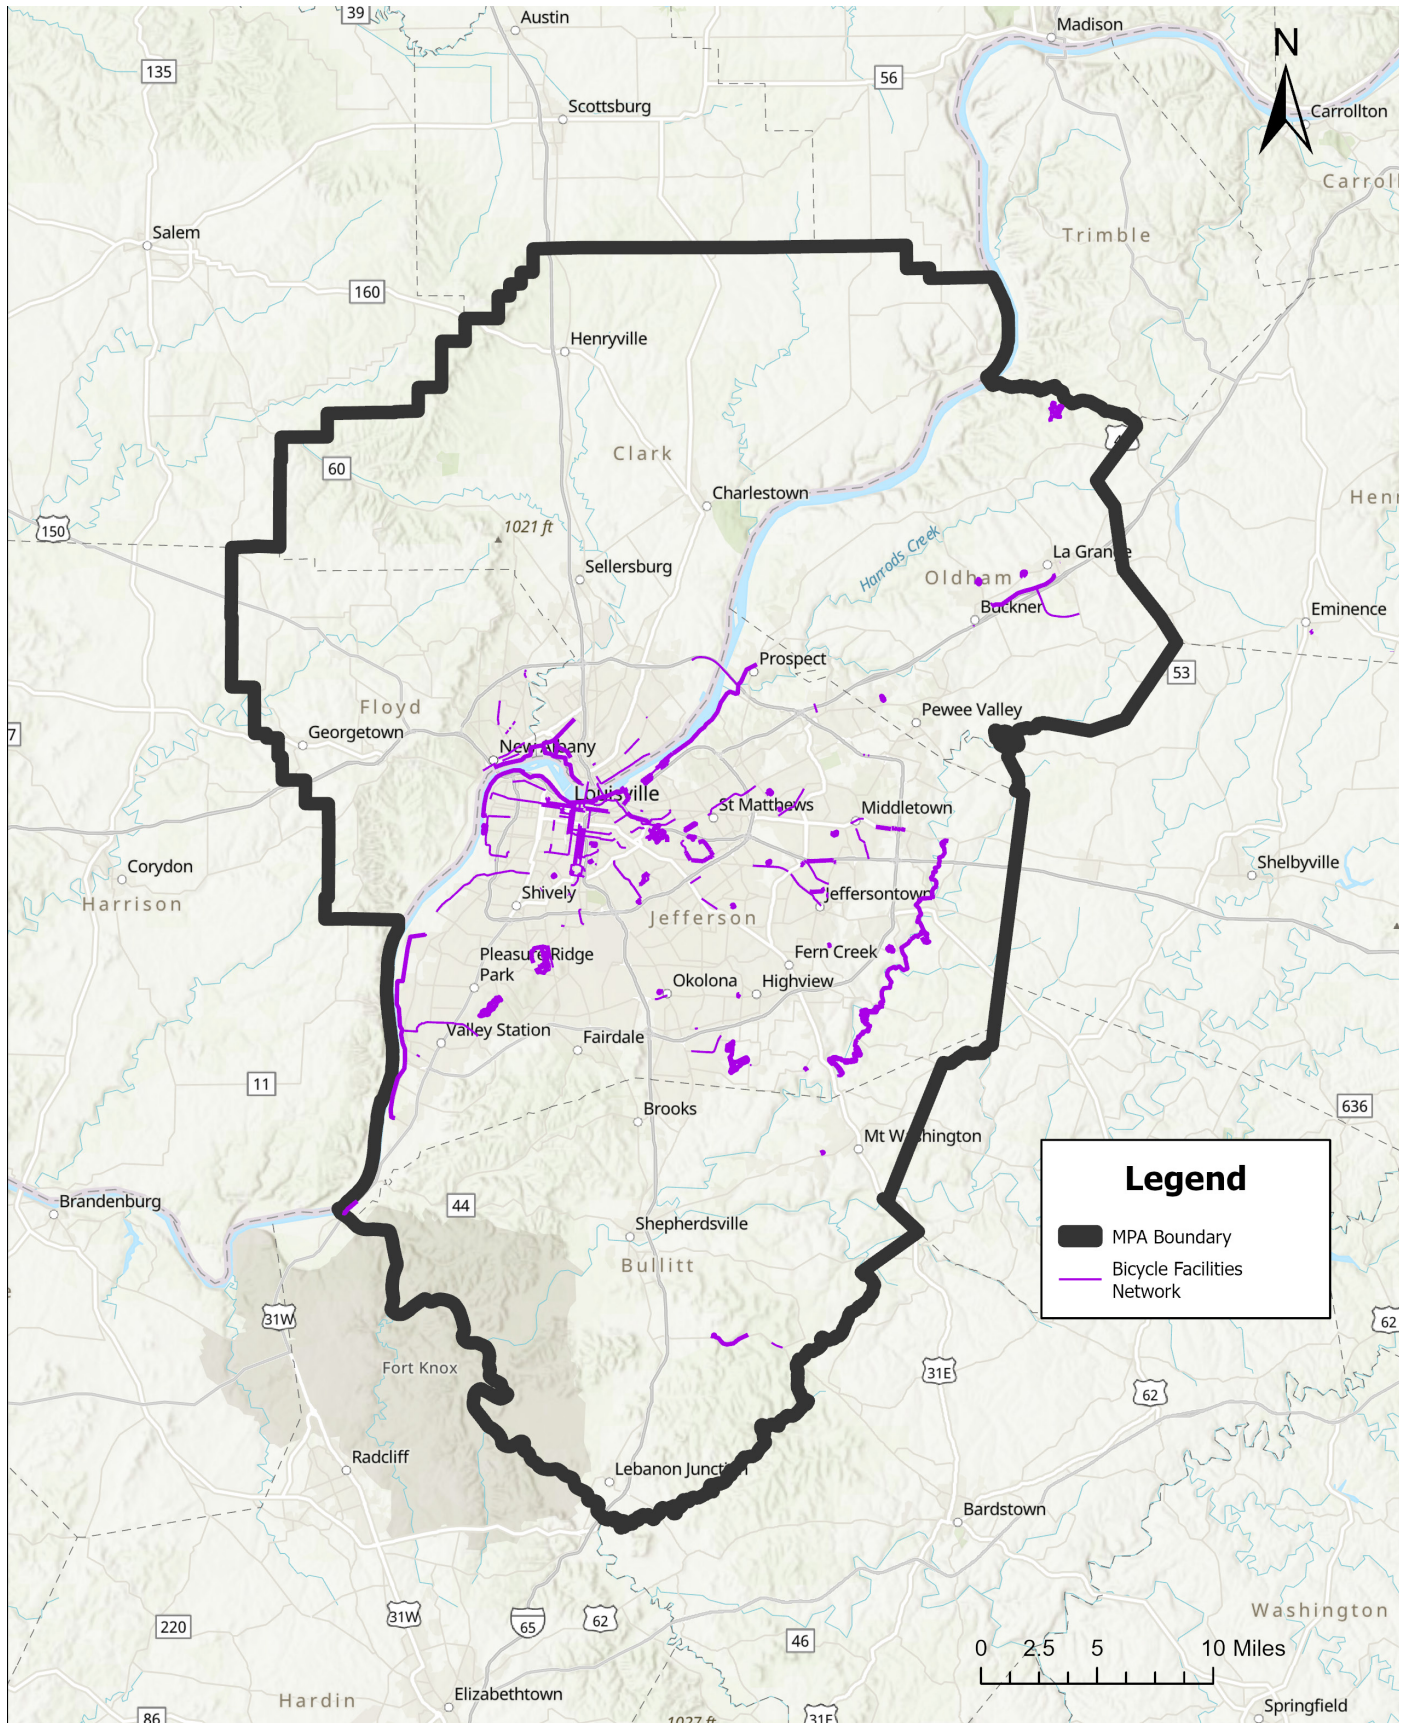 39
Austin
Madison
N
135
56
Scottsburg
Carrollton
Carrol
Trimble
Salem
160
Henryville
Clark
60
Charlestown
Henr
150
1021 ft
Harrods Creek
La Grange
Sellersburg
Oldham
Buckner
Eminence
Prospect
53
Floyd
Pewee Valley
7
Georgetown
New Albany
Louisville
St Matthews
Middletown
Corydon
Shelbyville
Harrison
Shively
Jeffersontown
Jefferson
Pleasure Ridge
Park
Fern Creek
Okolona
Highview
Valley Station
Fairdale
11
Brooks
636
Mt Washington
Legend
Brandenburg
44
Shepherdsville
MPA Boundary
Bullitt
Bicycle Facilities
Network
31W
62
Fort Knox
31E
62
Radcliff
Lebanon Junction
Bardstown
220
31W
65
62
46
Washington
0 2.5 5 10 Miles
Hardin
Elizabethtown
Springfield
86
1027 ft
31E